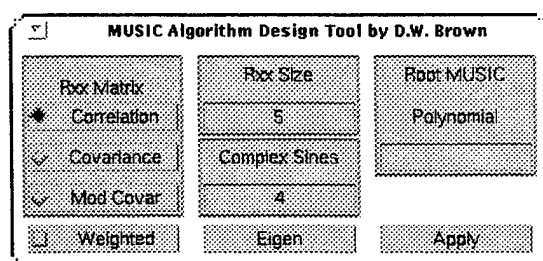 MUSIC Algorithm Design Tool by D.W. Brown
Rxx Matrix
Correlation
Covariance
Mod Covar
Weighted
Rxx Size
5
Complex Sines
4
Eigen
Root MUSIC
Polynomial
Apply